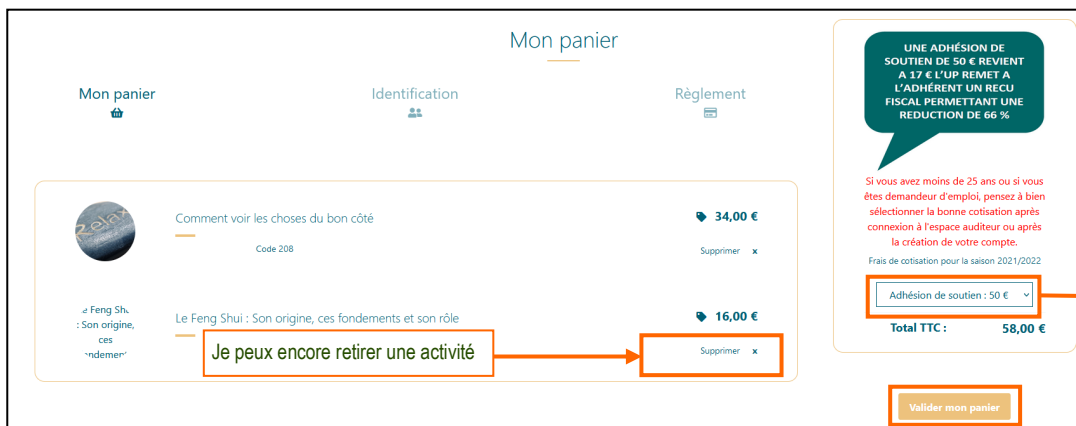 Mon panier
Mon panier
Identification
Règlement
Relax
Comment voir les choses du bon côté
Code 208
34,00 €
Supprimer x
: Son origine,
ces
Le Feng Shui : Son origine, ces fondements et son rôle
16,00 €
Supprimer x
Je peux encore retirer une activité
UNE ADHÉSION DE
SOUTIEN DE 50 € REVIENT
A 17 € L'UP REMET A
L'ADHÉRENT UN RECU
FISCAL PERMETTANT UNE
REDUCTION DE 66 %
Si vous avez moins de 25 ans ou si vous
êtes demandeur d'emploi, pensez à bien
sélectionner la bonne cotisation après
connexion à l'espace auditeur ou après
la création de votre compte.
Frais de cotisation pour la saison 2021/2022
Adhésion de soutien : 50 €
Total TTC : 58,00 €
Valider mon panier